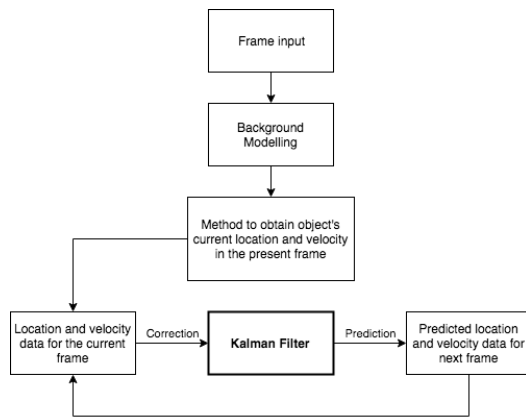 Frame input
Background
Modelling
Method to obtain object's
current location and velocity
in the present frame
Location and velocity
data for the current
frame
Correction
Kalman Filter
Prediction
Predicted location
and velocity data for
next frame